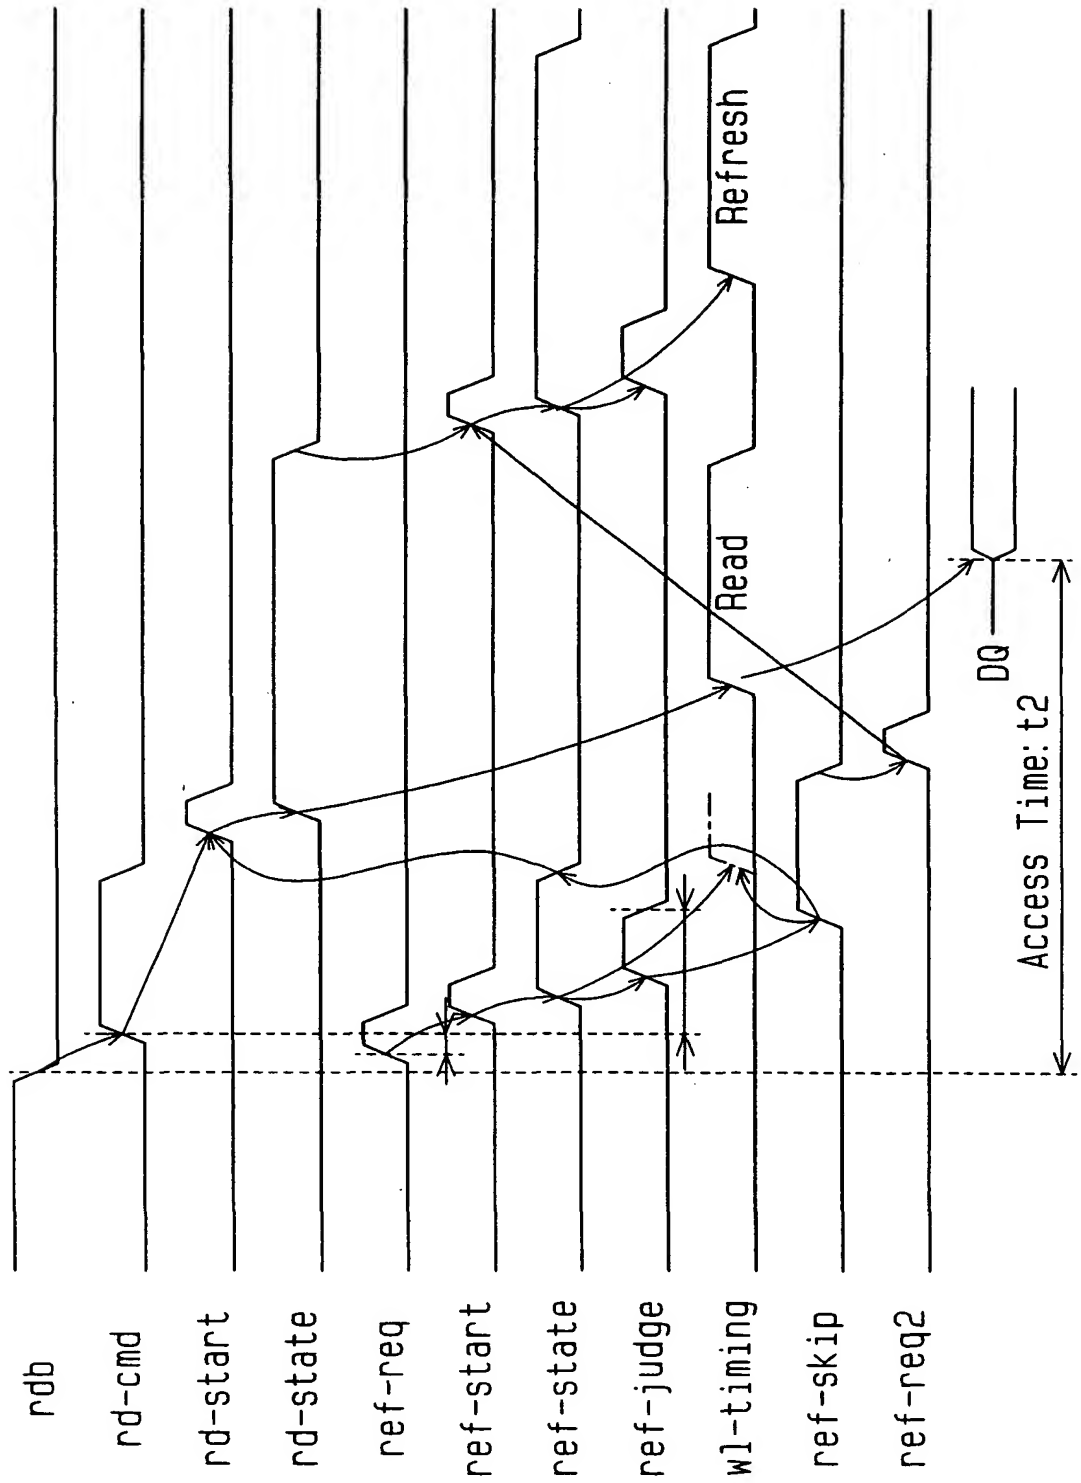 rdb
rd-cmd
rd-start
rd-state
ref-req
ref-start
ref-state
ref-judge
wl-timing
Read
Refresh
ref-skip
ref-req2
DQ
Access Time: t2